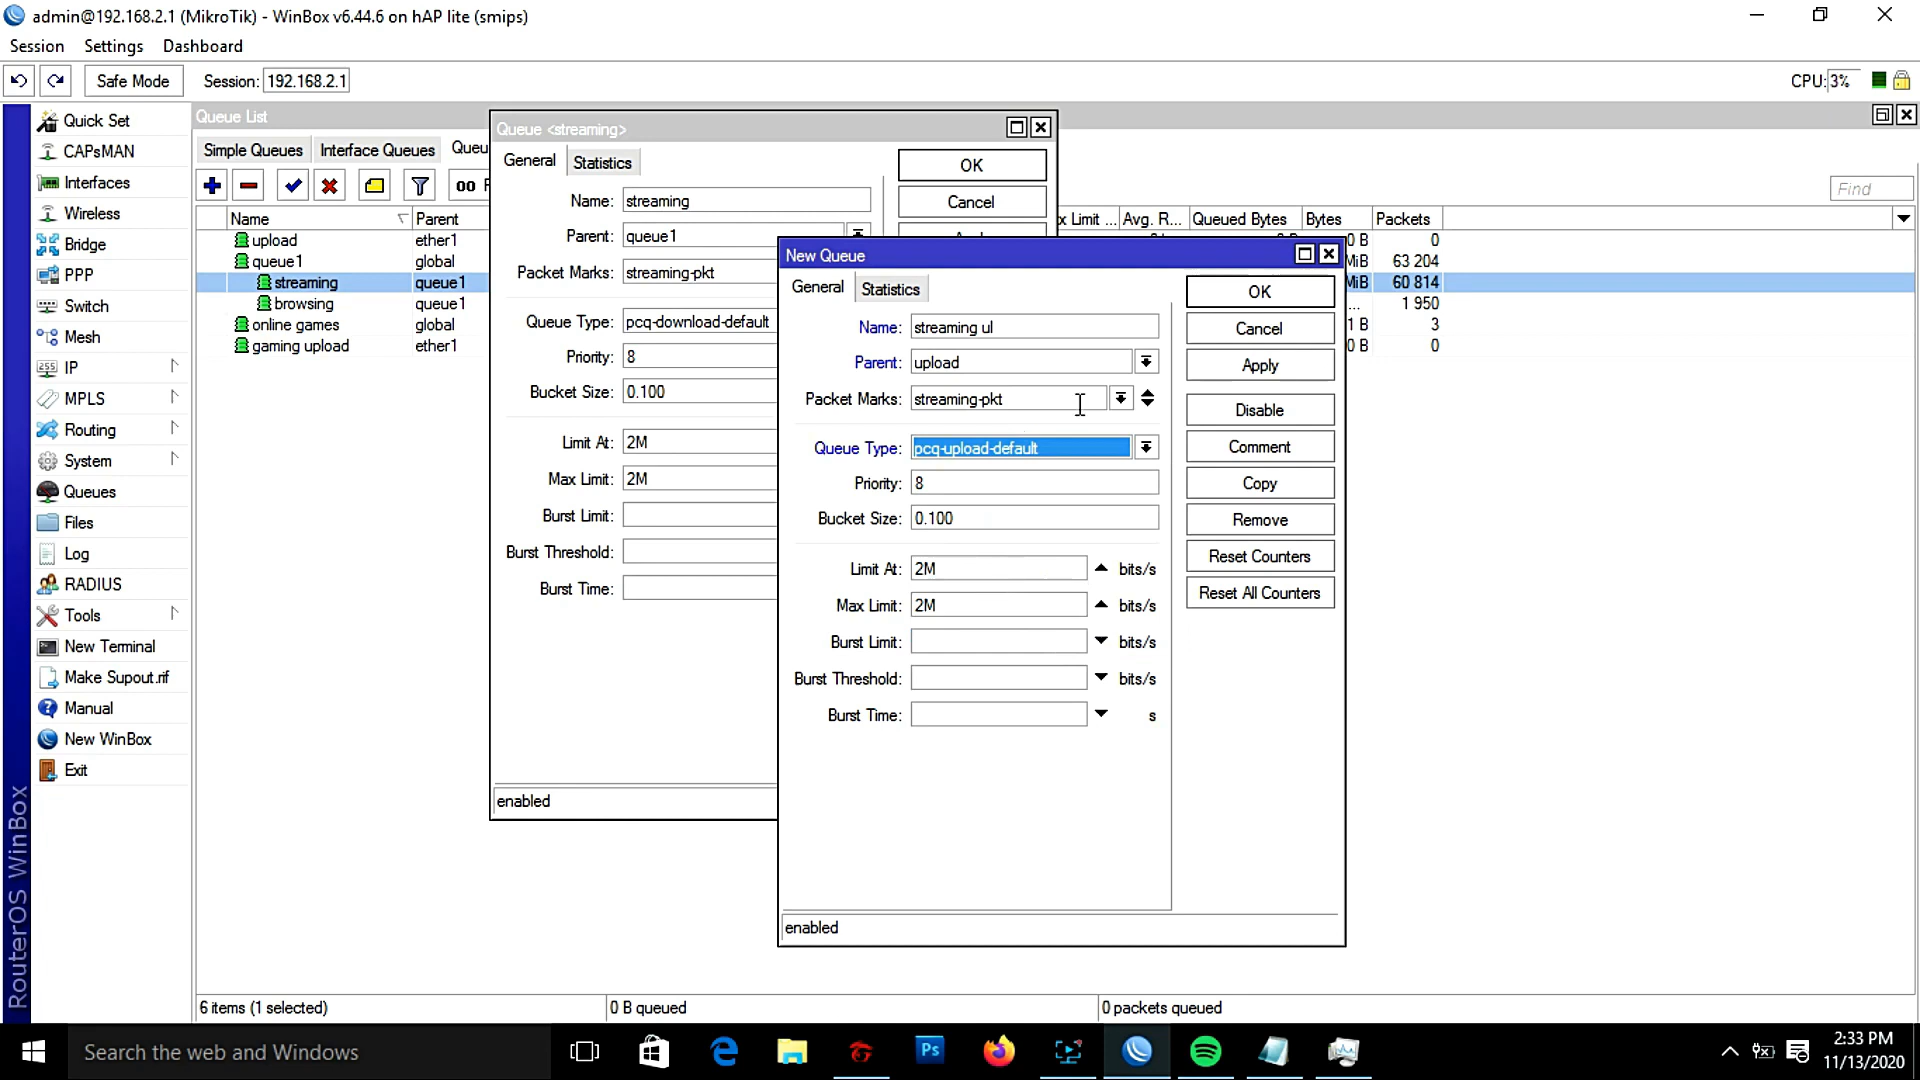 admin@192.168.2.1 (MikroTik) - WinBox v6.44.6 on hAP lite (smips)
Session Settings Dashboard
Safe Mode Session: 192.168.2.1 CPU: 3%
Quick Set
CAPsMAN
Interfaces
Wireless
Bridge
PPP
Switch
Mesh
IP
MPLS
Routing
System
Queues
Files
Log
RADIUS
Tools
New Terminal
Make Supout.rif
Manual
New WinBox
Exit
RouterOS WinBox
Queue List
Simple Queues Interface Queues Queu
Find
Name Parent
upload ether1
queue1 global
streaming queue1
browsing queue1
online games global
gaming upload ether1
x Limit ... Avg. R... Queued Bytes Bytes Packets
0 B 0
MiB 63 204
MiB 60 814
... 1 950
1 B 3
0 B 0
Queue <streaming>
General Statistics
Name: streaming
Parent: queue1
Packet Marks: streaming-pkt
Queue Type: pcq-download-default
Priority: 8
Bucket Size: 0.100
Limit At: 2M
Max Limit: 2M
Burst Limit:
Burst Threshold:
Burst Time:
OK
Cancel
enabled
New Queue
General Statistics
Name: streaming ul
Parent: upload
Packet Marks: streaming-pkt
Queue Type: pcq-upload-default
Priority: 8
Bucket Size: 0.100
Limit At: 2M bits/s
Max Limit: 2M bits/s
Burst Limit: bits/s
Burst Threshold: bits/s
Burst Time: s
OK
Cancel
Apply
Disable
Comment
Copy
Remove
Reset Counters
Reset All Counters
enabled
6 items (1 selected) 0 B queued 0 packets queued
Search the web and Windows
Ps
2:33 PM
11/13/2020